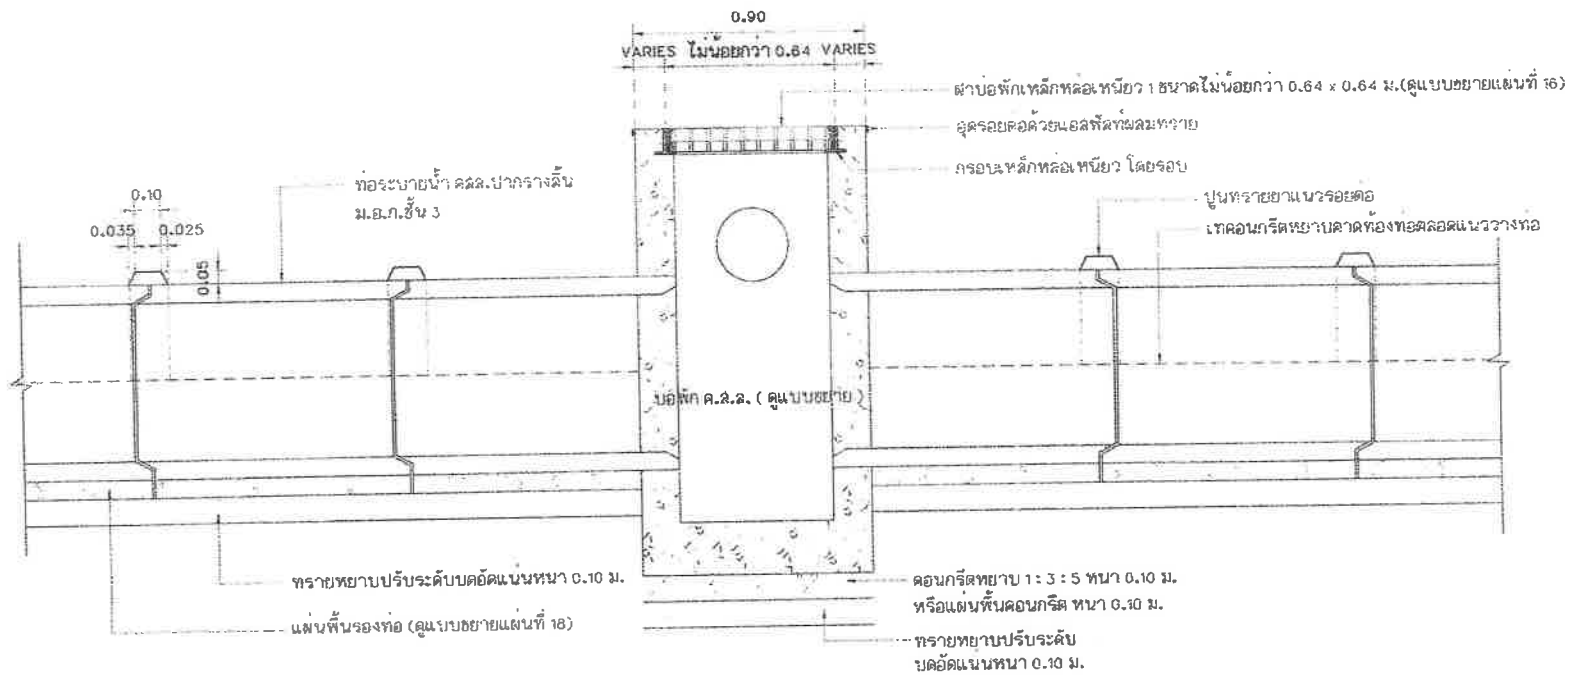 0.90
VARIES ไม่น้อยกว่า 0.64 VARIES
ฝาบ่อพักเหล็กหล่อเหนียว 1 ขนาดไม่น้อยกว่า 0.64 x 0.64 ม.(ดูแบบขยายแผ่นที่ 16)
อุดรอยต่อด้วยแอสฟัลท์ผสมทราย
กรอบเหล็กหล่อเหนียว โดยรอบ
ท่อระบายน้ำ คสล.ปากรางลิ้น
ม.อ.ก.ชั้น 3
0.10
0.035
0.025
0.05
ปูนทรายยาแนวรอยต่อ
เทคอนกรีตหยาบดาดท้องท่อตลอดแนววางท่อ
บ่อพัก ค.ส.ล. ( ดูแบบขยาย )
ทรายหยาบปรับระดับบดอัดแน่นหนา 0.10 ม.
แผ่นพื้นรองท่อ (ดูแบบขยายแผ่นที่ 18)
คอนกรีตหยาบ 1 : 3 : 5 หนา 0.10 ม.
หรือแผ่นพื้นคอนกรีต หนา 0.10 ม.
ทรายหยาบปรับระดับ
บดอัดแน่นหนา 0.10 ม.